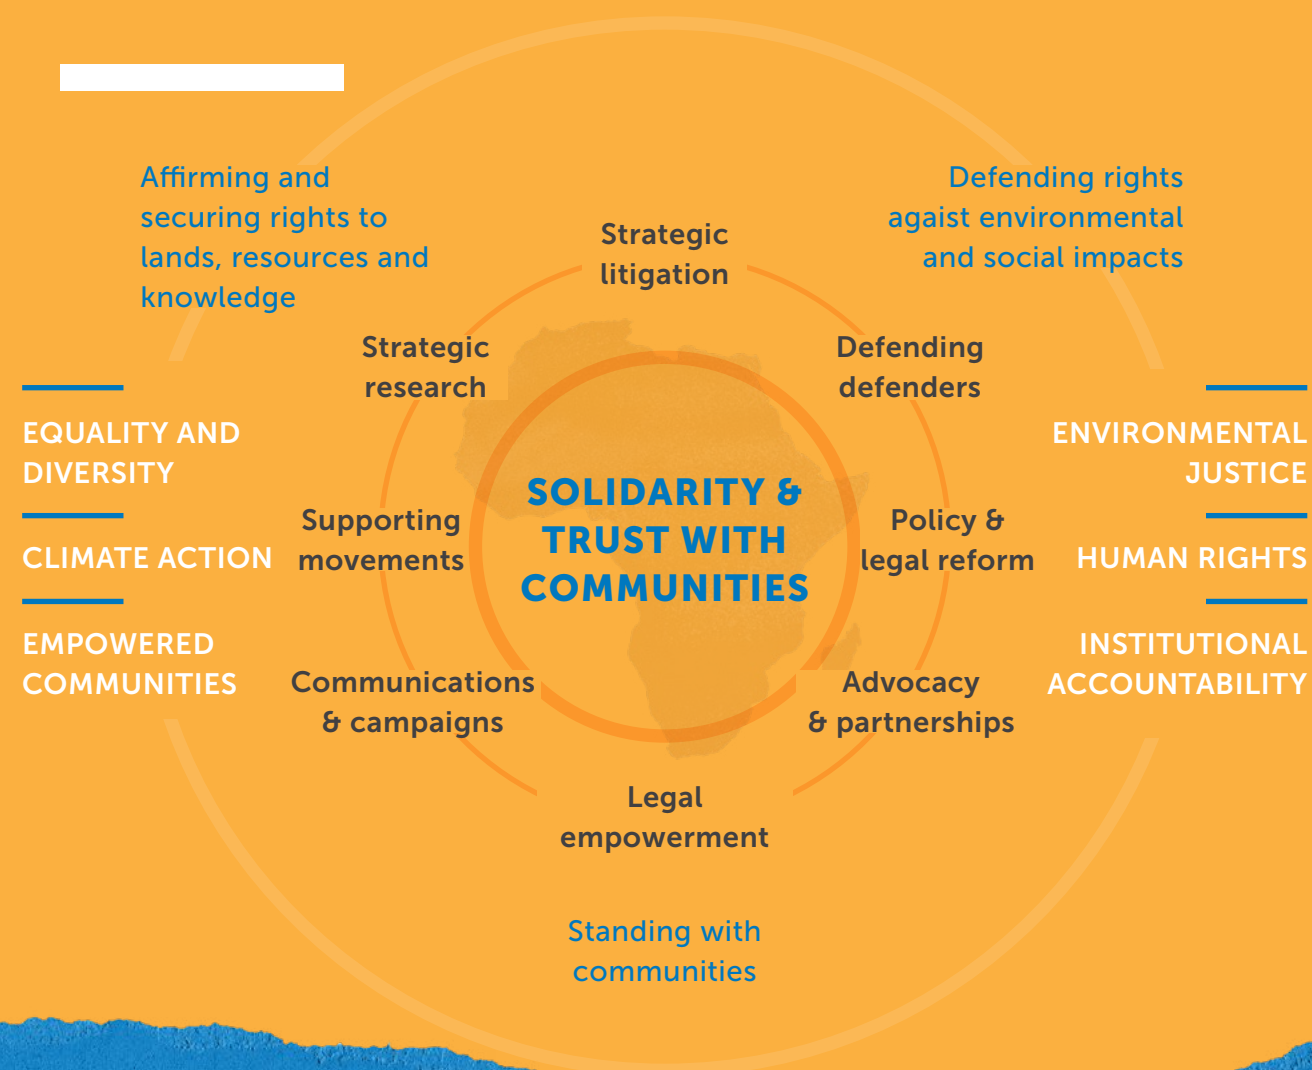 Affirming and
securing rights to
lands, resources and
knowledge
Defending rights
agaist environmental
and social impacts
Strategic
litigation
Strategic
research
Defending
defenders
EQUALITY AND
DIVERSITY
CLIMATE ACTION
EMPOWERED
COMMUNITIES
Supporting
movements
SOLIDARITY &
TRUST WITH
COMMUNITIES
Policy &
legal reform
ENVIRONMENTAL
JUSTICE
HUMAN RIGHTS
INSTITUTIONAL
ACCOUNTABILITY
Communications
& campaigns
Advocacy
& partnerships
Legal
empowerment
Standing with
communities